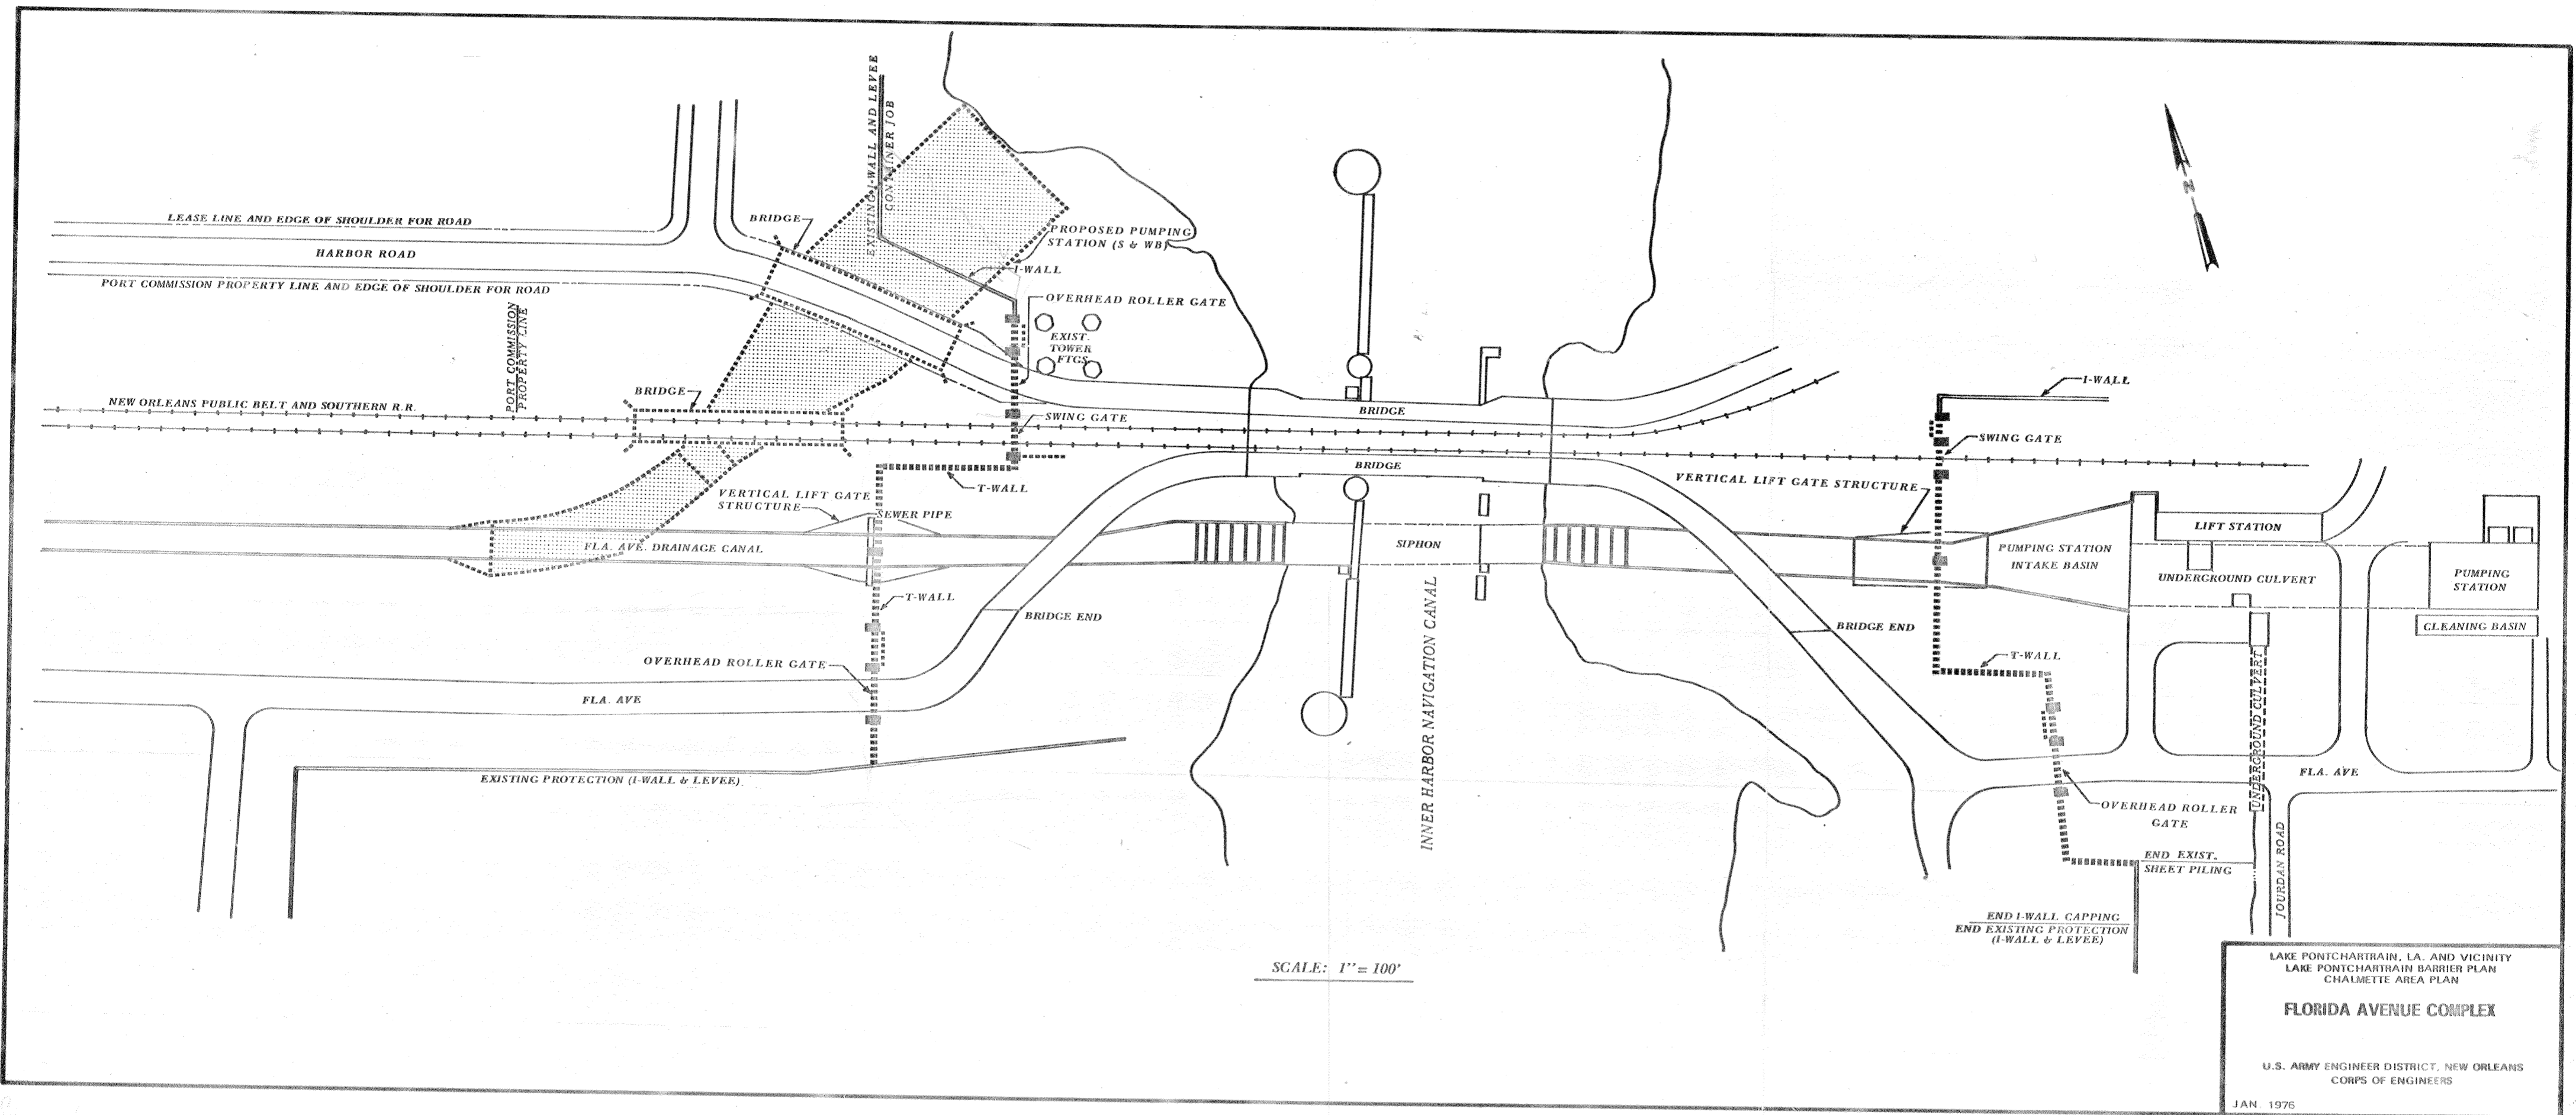 EXISTING I-WALL AND LEVEE
CONTAINER JOB
LEASE LINE AND EDGE OF SHOULDER FOR ROAD
BRIDGE
HARBOR ROAD
PROPOSED PUMPING
STATION (S & WB)
I-WALL
PORT COMMISSION PROPERTY LINE AND EDGE OF SHOULDER FOR ROAD
PORT COMMISSION
PROPERTY LINE
OVERHEAD ROLLER GATE
EXIST.
TOWER
FTGS.
N
BRIDGE
NEW ORLEANS PUBLIC BELT AND SOUTHERN R.R.
SWING GATE
BRIDGE
I-WALL
SWING GATE
BRIDGE
T-WALL
VERTICAL LIFT GATE STRUCTURE
VERTICAL LIFT GATE
STRUCTURE
SEWER PIPE
FLA. AVE. DRAINAGE CANAL
SIPHON
PUMPING STATION
INTAKE BASIN
LIFT STATION
UNDERGROUND CULVERT
PUMPING
STATION
CLEANING BASIN
T-WALL
BRIDGE END
INNER HARBOR NAVIGATION CANAL
BRIDGE END
T-WALL
OVERHEAD ROLLER GATE
FLA. AVE
UNDERGROUND CULVERT
FLA. AVE
EXISTING PROTECTION (I-WALL & LEVEE).
OVERHEAD ROLLER
GATE
JOURDAN ROAD
END EXIST.
SHEET PILING
END I-WALL CAPPING
END EXISTING PROTECTION
(I-WALL & LEVEE)
SCALE: 1" = 100'
LAKE PONTCHARTRAIN, LA. AND VICINITY
LAKE PONTCHARTRAIN BARRIER PLAN
CHALMETTE AREA PLAN
FLORIDA AVENUE COMPLEX
U.S. ARMY ENGINEER DISTRICT, NEW ORLEANS
CORPS OF ENGINEERS
JAN. 1976